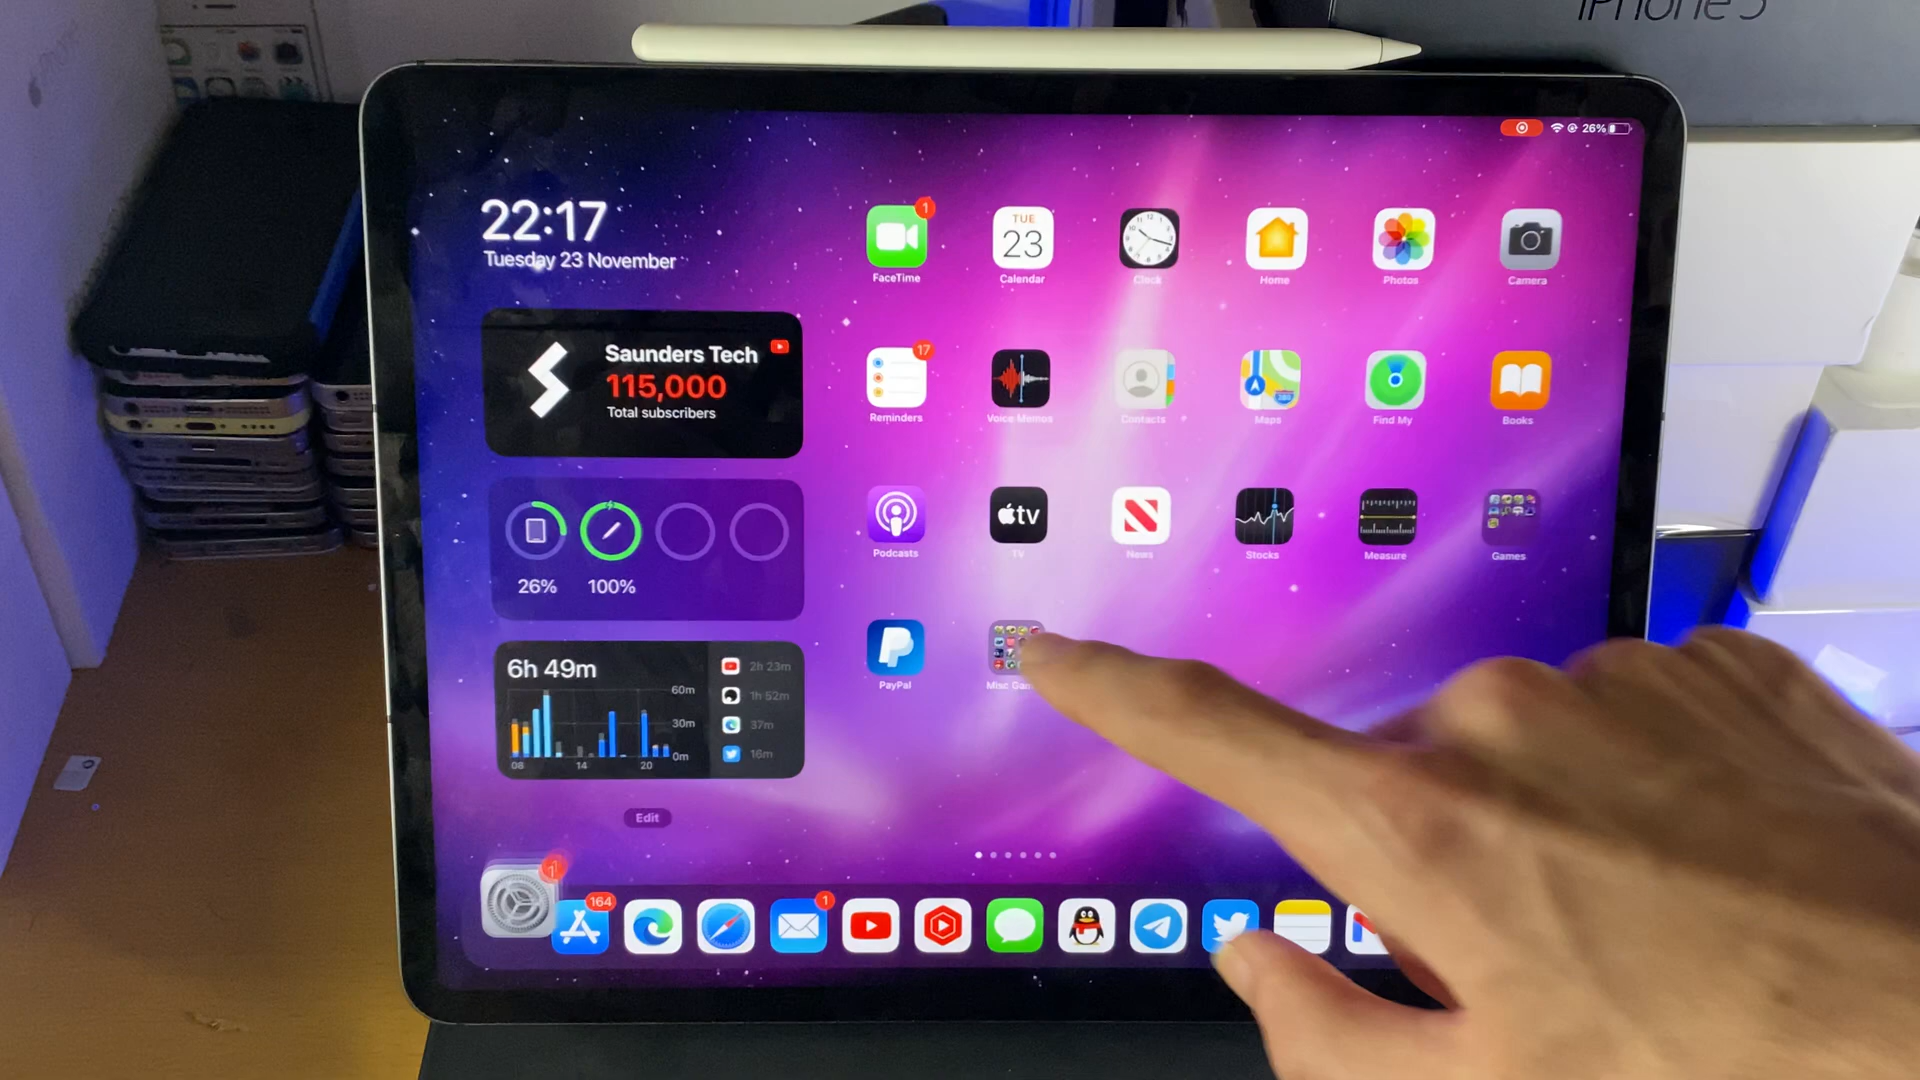 iPhone 5
26%
22:17
Tuesday 23 November
Saunders Tech
115,000
Total subscribers
26%
100%
6h 49m
60m
30m
0m
08
14
20
2h 23m
1h 52m
37m
16m
Edit
1
FaceTime
TUE
23
Calendar
Clock
Home
Photos
Camera
17
Reminders
Voice Memos
Contacts
280
Maps
Find My
Books
Podcasts
tv
TV
News
Stocks
Measure
Games
PayPal
Misc
1
164
1